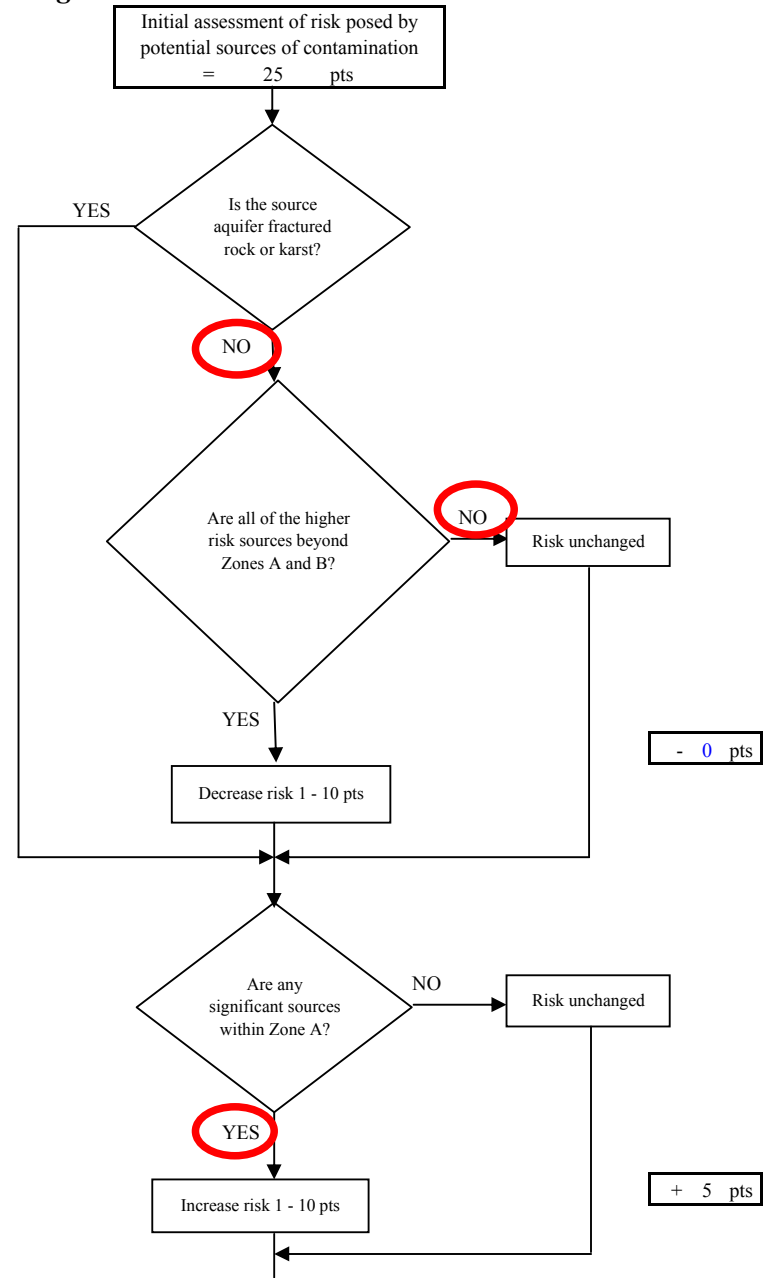 Initial assessment of risk posed by
potential sources of contamination
= 25 pts
Is the source
aquifer fractured
rock or karst?
YES
NO
Are all of the higher
risk sources beyond
Zones A and B?
NO
Risk unchanged
YES
- 0 pts
Decrease risk 1 - 10 pts
Are any
significant sources
within Zone A?
NO
Risk unchanged
YES
+ 5 pts
Increase risk 1 - 10 pts